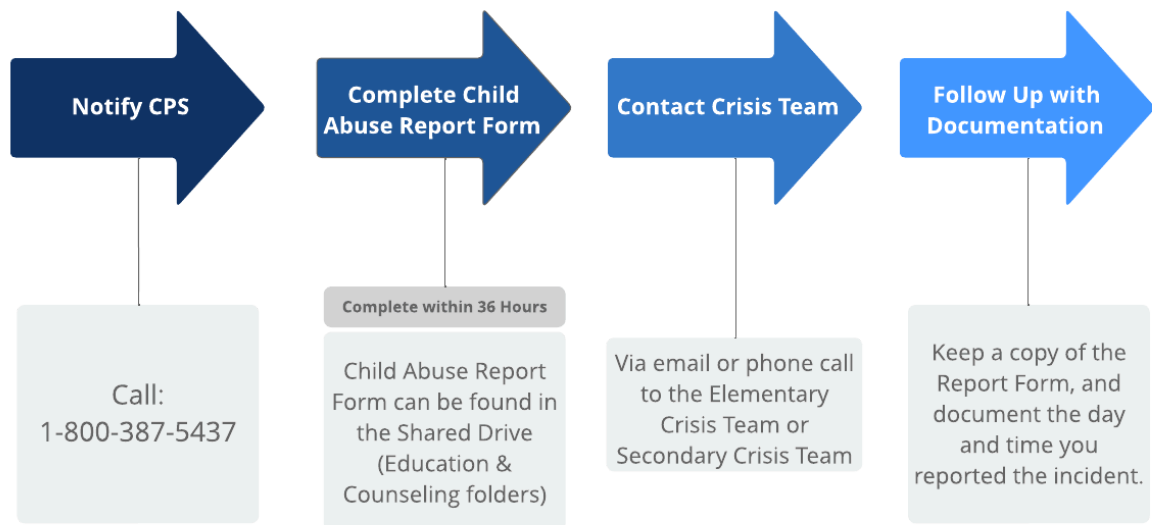 Notify CPS
Complete Child
Abuse Report Form
Contact Crisis Team
Follow Up with
Documentation
Call:
1-800-387-5437
Complete within 36 Hours
Child Abuse Report
Form can be found in
the Shared Drive
(Education &
Counseling folders)
Via email or phone call
to the Elementary
Crisis Team or
Secondary Crisis Team
Keep a copy of the
Report Form, and
document the day
and time you
reported the incident.